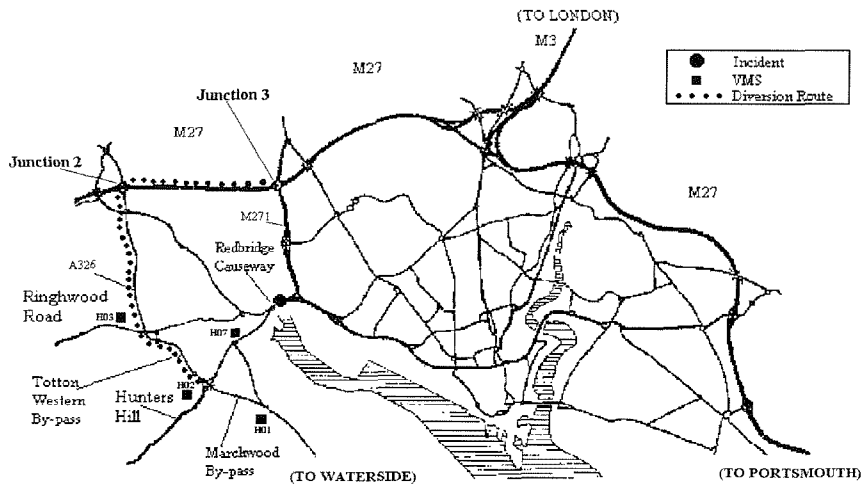 (TO LONDON)
M3
M27
Incident
VMS
Diversion Route
Junction 3
M27
Junction 2
M27
M271
Redbridge
Causeway
A326
Ringhwood
Road
H03
H07
Totton
Western
By-pass
H02
Hunters
Hill
H01
Marchwood
By-pass
(TO WATERSIDE)
(TO PORTSMOUTH)